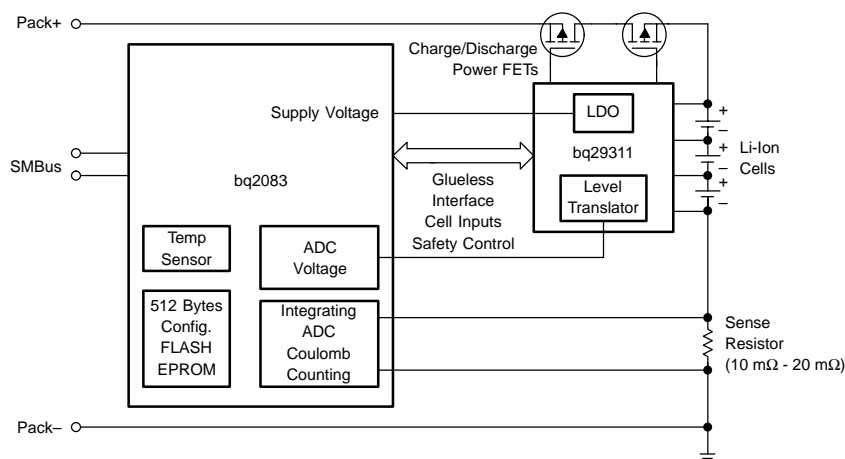 Pack+
Charge/Discharge
Power FETs
Supply Voltage
LDO
bq29311
+
–
+
–
+
–
Li-Ion
Cells
SMBus
bq2083
Glueless
Interface
Cell Inputs
Safety Control
Level
Translator
Temp
Sensor
ADC
Voltage
512 Bytes
Config.
FLASH
EPROM
Integrating
ADC
Coulomb
Counting
Sense
Resistor
(10 mΩ - 20 mΩ)
Pack–